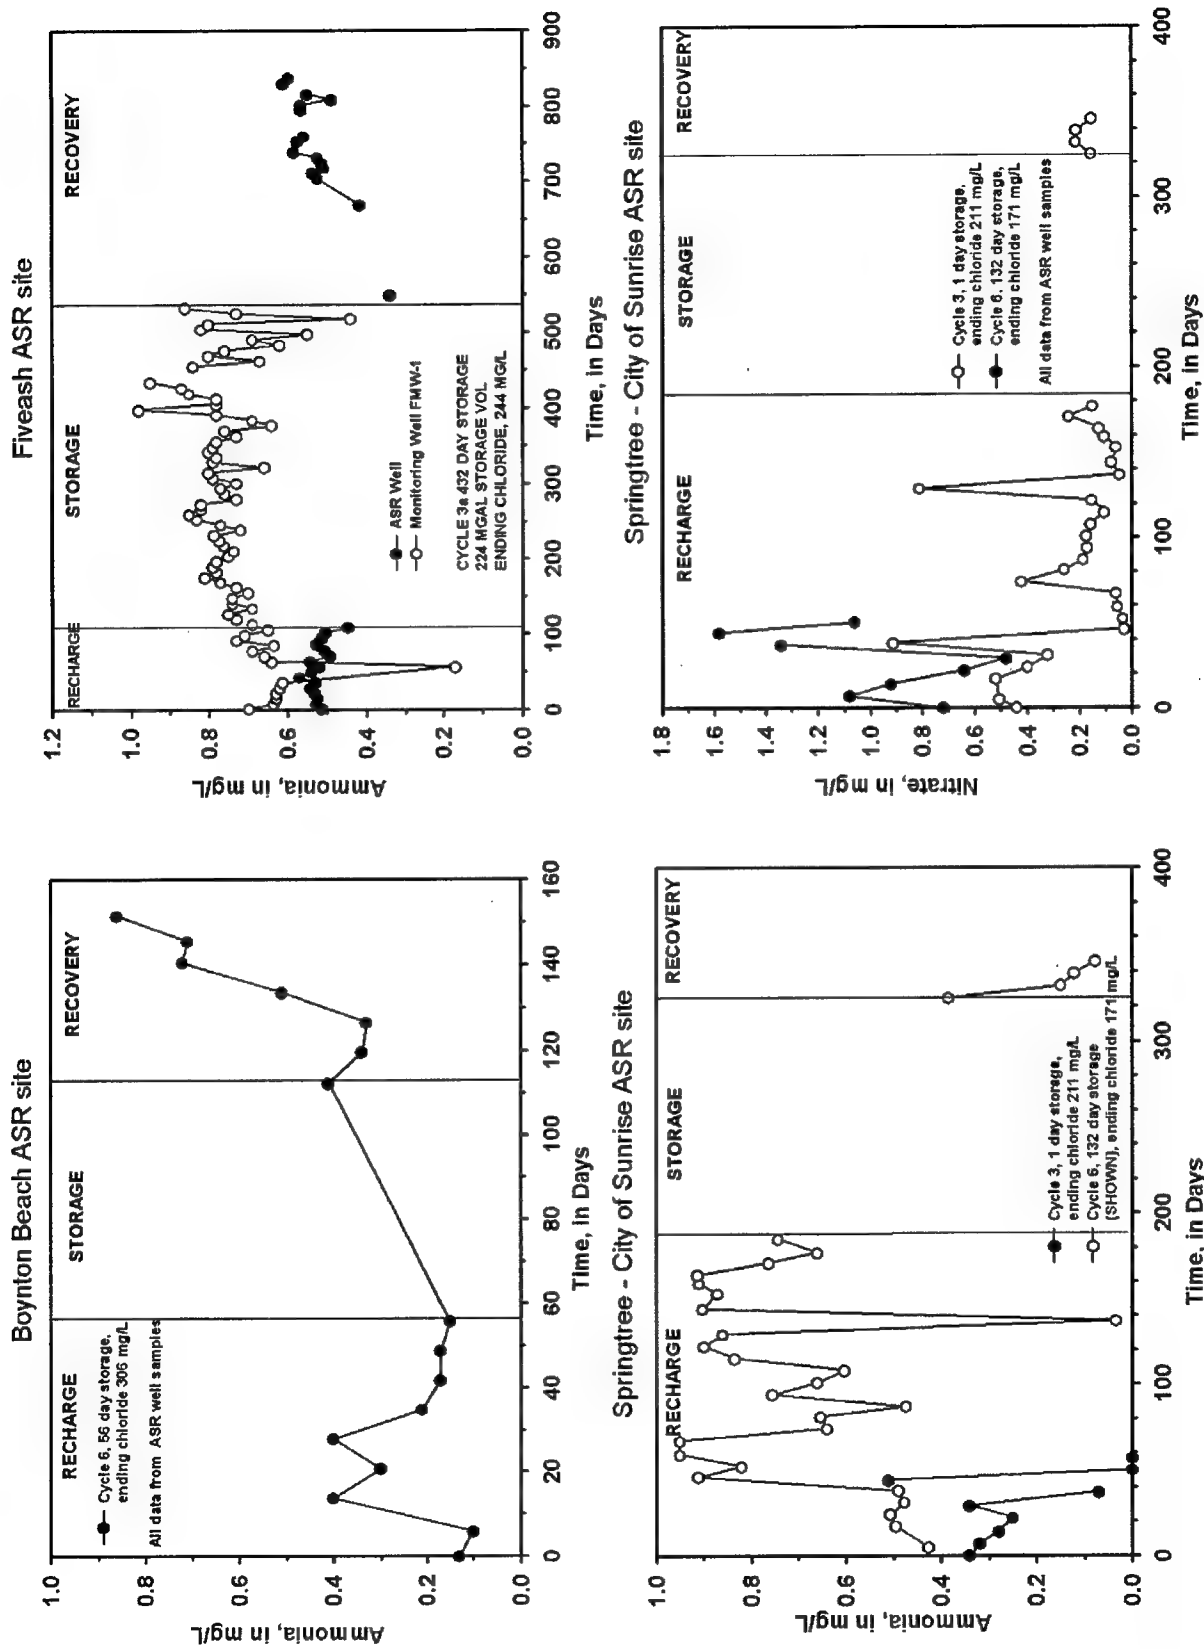 Boynton Beach ASR site
1.0
0.8
0.6
0.4
0.2
0.0
Ammonia, in mg/L
RECHARGE
STORAGE
RECOVERY
Cycle 6, 56 day storage,
ending chloride 306 mg/L
All data from ASR well samples
0 20 40 60 80 100 120 140 160
Time, in Days
Fiveash ASR site
1.2
1.0
0.8
0.6
0.4
0.2
0.0
Ammonia, in mg/L
RECHARGE
STORAGE
RECOVERY
ASR Well
Monitoring Well FMW-1
CYCLE 3a 432 DAY STORAGE
224 MGAL STORAGE VOL
ENDING CHLORIDE, 244 MG/L
0 100 200 300 400 500 600 700 800 900
Time, in Days
Springtree - City of Sunrise ASR site
1.0
0.8
0.6
0.4
0.2
0.0
Ammonia, in mg/L
RECHARGE
STORAGE
RECOVERY
Cycle 3, 1 day storage,
ending chloride 211 mg/L
Cycle 6, 132 day storage
(SHOWN), ending chloride 171 mg/L
0 100 200 300 400
Time, in Days
Springtree - City of Sunrise ASR site
1.8
1.6
1.4
1.2
1.0
0.8
0.6
0.4
0.2
0.0
Nitrate, in mg/L
RECHARGE
STORAGE
RECOVERY
Cycle 3, 1 day storage,
ending chloride 211 mg/L
Cycle 6, 132 day storage,
ending chloride 171 mg/L
All data from ASR well samples
0 100 200 300 400
Time, in Days